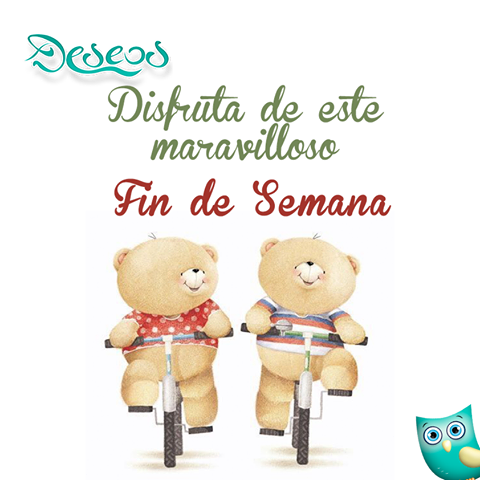 Deseos
Disfruta de este
maravilloso
Fin de Semana